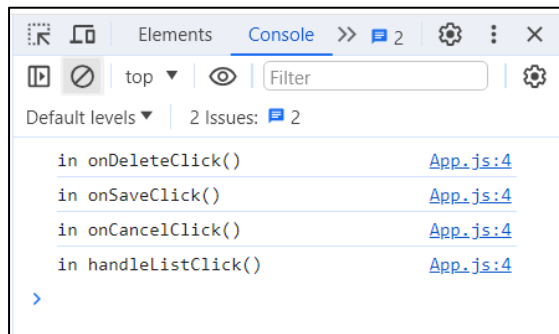 Elements Console 2
top Filter
Default levels 2 Issues: 2
in onDeleteClick() App.js:4
in onSaveClick() App.js:4
in onCancelClick() App.js:4
in handleListClick() App.js:4